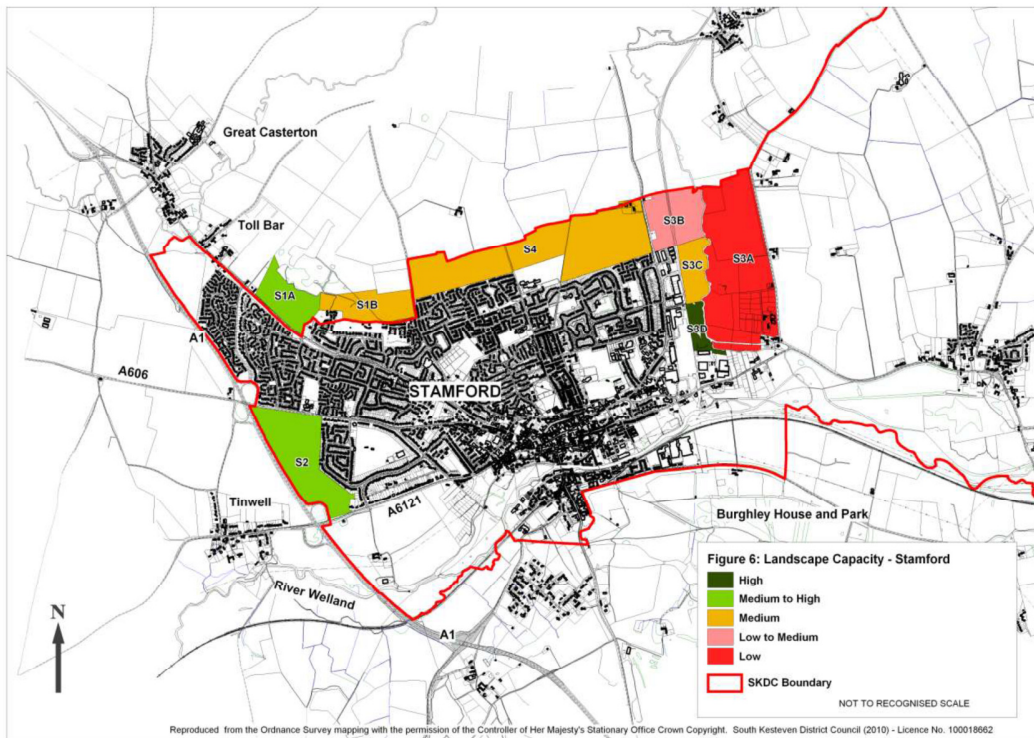 Great Casterton
Toll Bar
S1A
S1B
S4
S3B
S3C
S3A
S3D
A1
A606
STAMFORD
S2
Tinwell
A6121
Burghley House and Park
River Welland
A1
N
Figure 6: Landscape Capacity - Stamford
High
Medium to High
Medium
Low to Medium
Low
SKDC Boundary
NOT TO RECOGNISED SCALE
Reproduced from the Ordnance Survey mapping with the permission of the Controller of Her Majesty's Stationary Office Crown Copyright. South Kesteven District Council (2010) - Licence No. 100018662